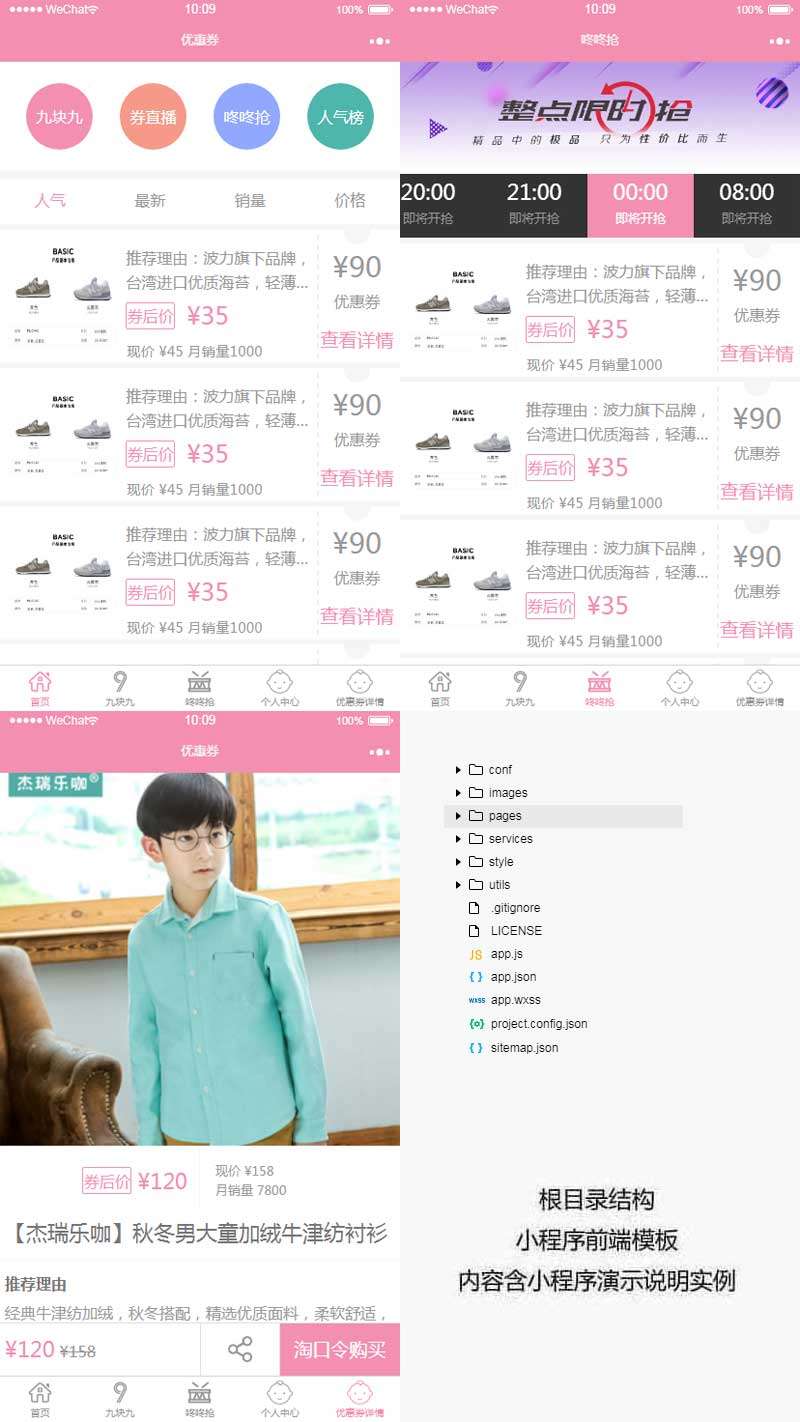 WeChat 10:09 100%
优惠券
九块九 券直播 咚咚抢 人气榜
人气 最新 销量 价格
BASIC
推荐理由：波力旗下品牌，
台湾进口优质海苔，轻薄...
券后价 ¥35
现价 ¥45 月销量1000
¥90
优惠券
查看详情
BASIC
推荐理由：波力旗下品牌，
台湾进口优质海苔，轻薄...
券后价 ¥35
现价 ¥45 月销量1000
¥90
优惠券
查看详情
BASIC
推荐理由：波力旗下品牌，
台湾进口优质海苔，轻薄...
券后价 ¥35
现价 ¥45 月销量1000
¥90
优惠券
查看详情
首页 九块九 咚咚抢 个人中心 优惠券详情
WeChat 10:09 100%
咚咚抢
整点限时抢
精品中的极品 只为性价比而生
20:00 21:00 00:00 08:00
即将开抢 即将开抢 即将开抢 即将开抢
BASIC
推荐理由：波力旗下品牌，
台湾进口优质海苔，轻薄...
券后价 ¥35
现价 ¥45 月销量1000
¥90
优惠券
查看详情
BASIC
推荐理由：波力旗下品牌，
台湾进口优质海苔，轻薄...
券后价 ¥35
现价 ¥45 月销量1000
¥90
优惠券
查看详情
BASIC
推荐理由：波力旗下品牌，
台湾进口优质海苔，轻薄...
券后价 ¥35
现价 ¥45 月销量1000
¥90
优惠券
查看详情
首页 九块九 咚咚抢 个人中心 优惠券详情
WeChat 10:09 100%
优惠券
杰瑞乐咖®
券后价 ¥120
现价 ¥158
月销量 7800
【杰瑞乐咖】秋冬男大童加绒牛津纺衬衫
推荐理由
经典牛津纺加绒，秋冬搭配，精选优质面料，柔软舒适，
¥120 ¥158 淘口令购买
首页 九块九 咚咚抢 个人中心 优惠券详情
conf
images
pages
services
style
utils
.gitignore
LICENSE
JS app.js
{ } app.json
wxss app.wxss
{o} project.config.json
{ } sitemap.json
根目录结构
小程序前端模板
内容含小程序演示说明实例